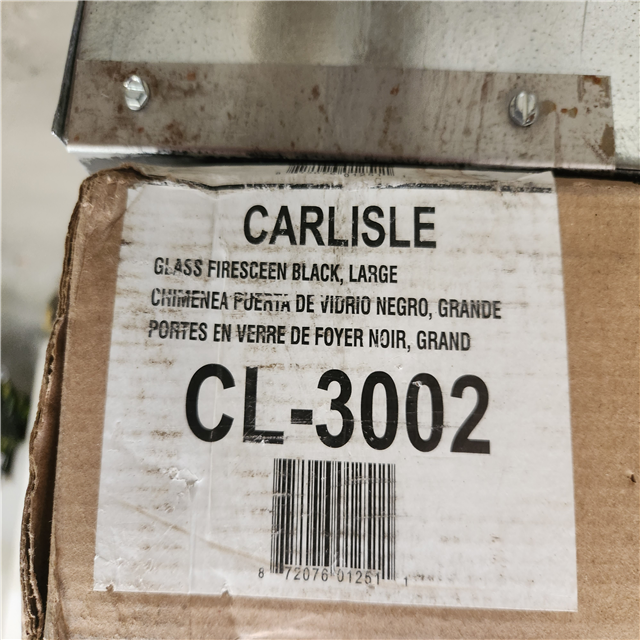 CARLISLE
GLASS FIRESCEEN BLACK, LARGE
CHIMENEA PUERTA DE VIDRIO NEGRO, GRANDE
PORTES EN VERRE DE FOYER NOIR, GRAND
CL-3002
8 72076 01251 1